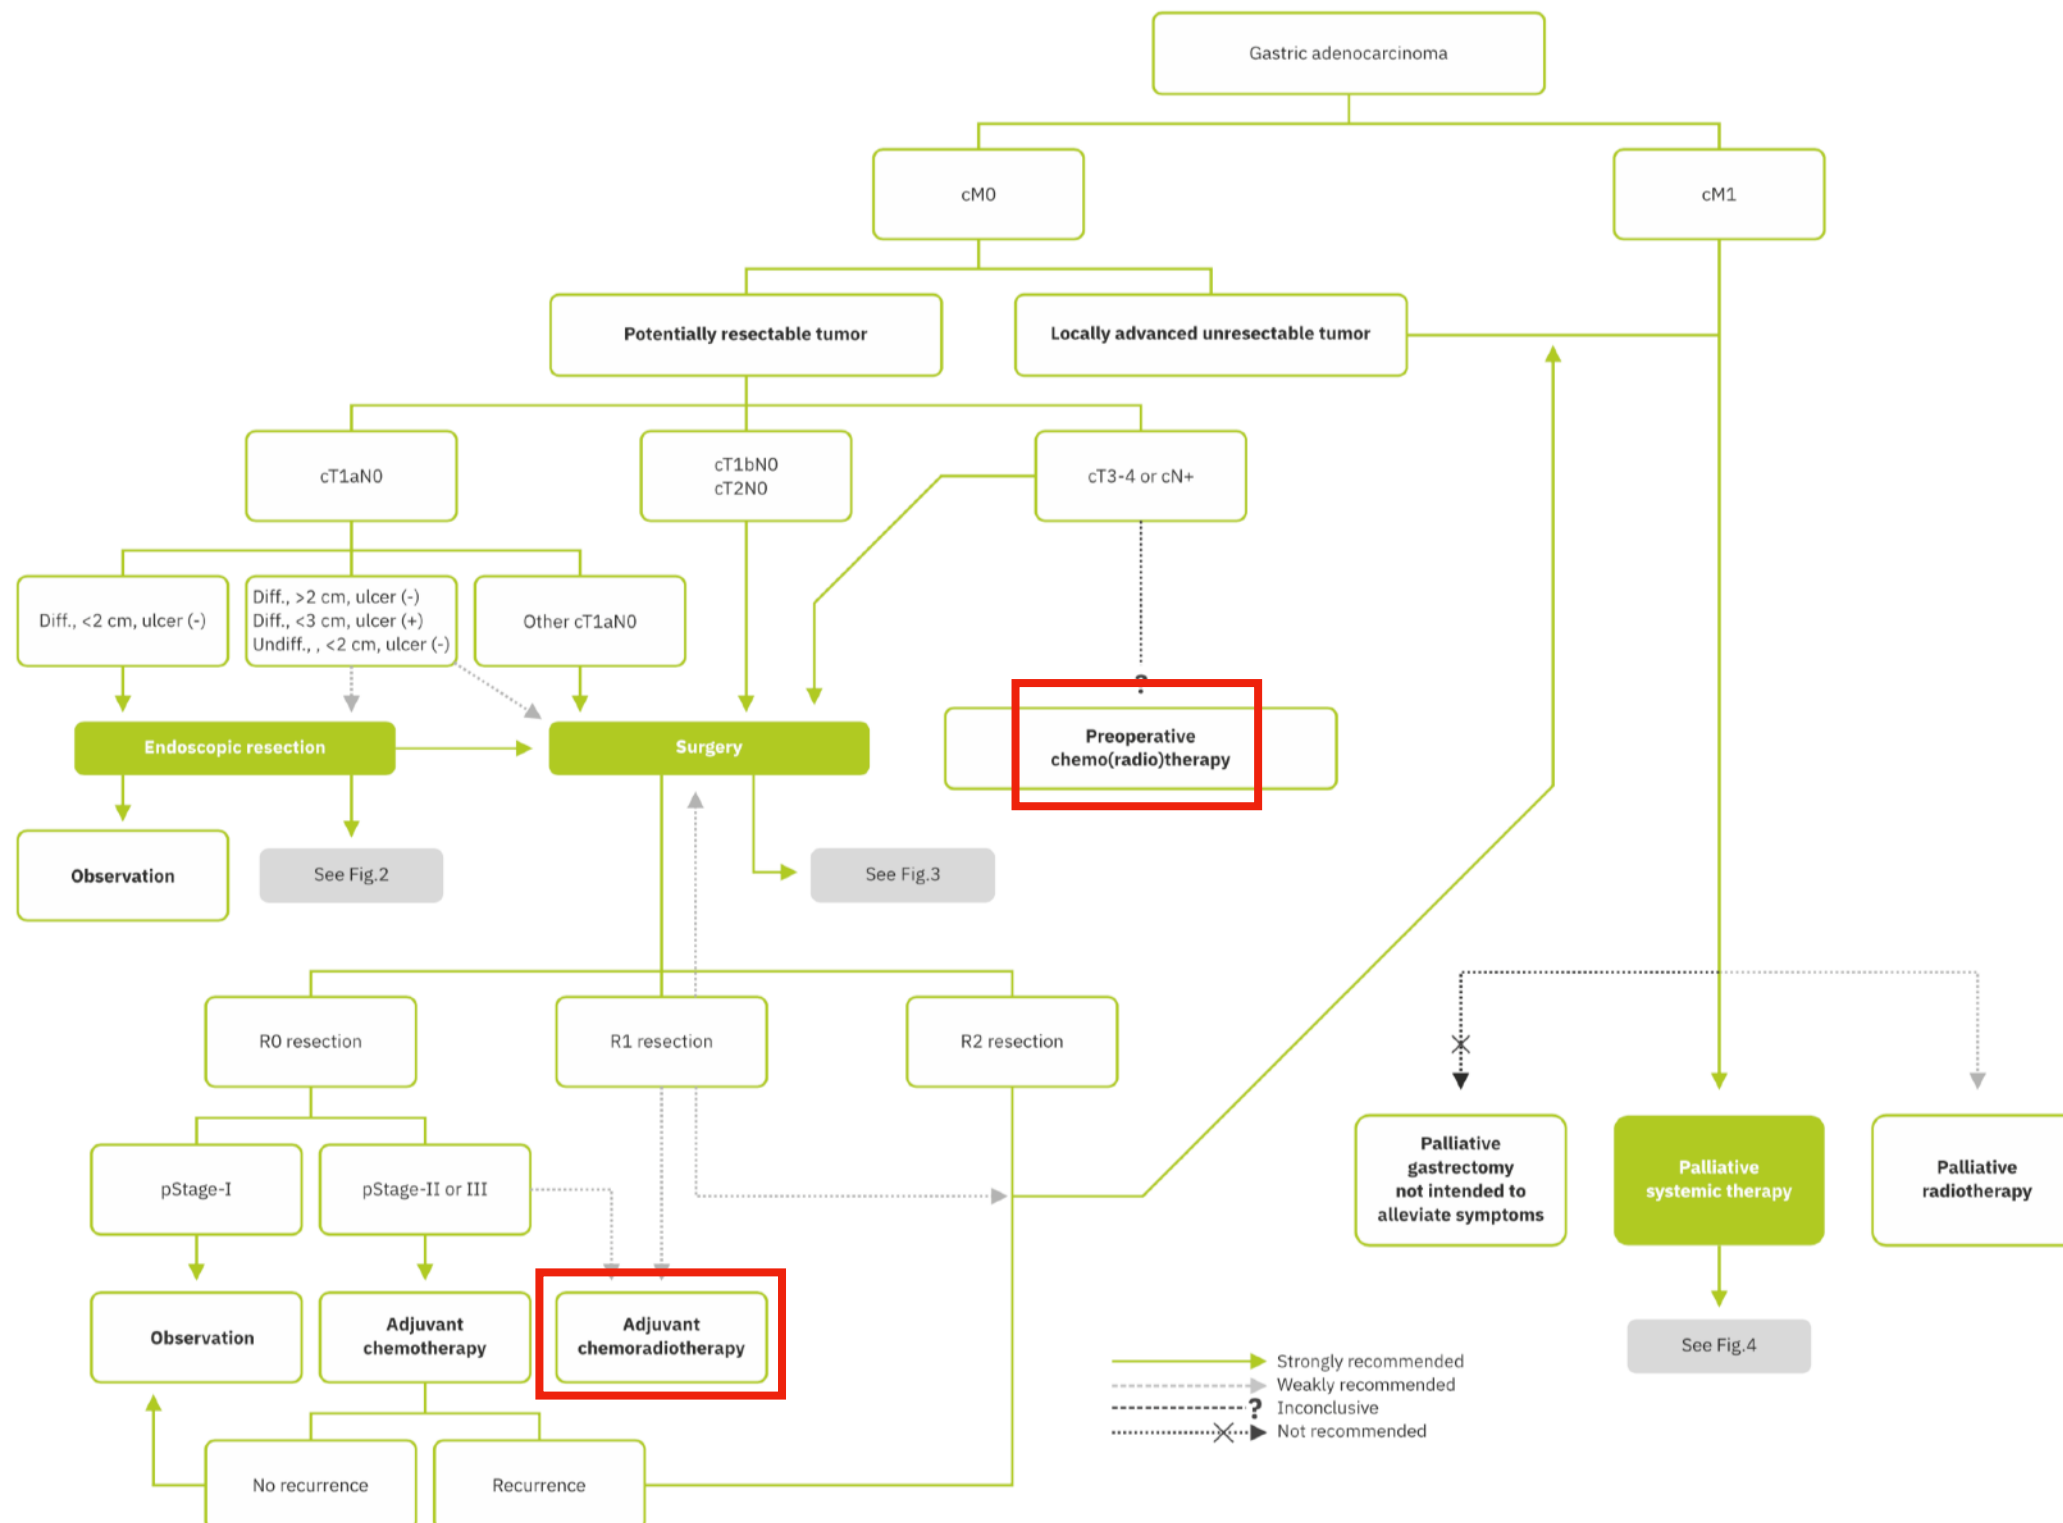 Gastric adenocarcinoma
cM0
cM1
Potentially resectable tumor
Locally advanced unresectable tumor
cT1aN0
cT1bN0
cT2N0
cT3-4 or cN+
Diff., <2 cm, ulcer (-)
Diff., >2 cm, ulcer (-)
Diff., <3 cm, ulcer (+)
Undiff., , <2 cm, ulcer (-)
Other cT1aN0
?
Endoscopic resection
Surgery
Preoperative
chemo(radio)therapy
Observation
See Fig.2
See Fig.3
R0 resection
R1 resection
R2 resection
Palliative
gastrectomy
not intended to
alleviate symptoms
Palliative
systemic therapy
Palliative
radiotherapy
pStage-I
pStage-II or III
Observation
Adjuvant
chemotherapy
Adjuvant
chemoradiotherapy
See Fig.4
Strongly recommended
Weakly recommended
? Inconclusive
Not recommended
No recurrence
Recurrence